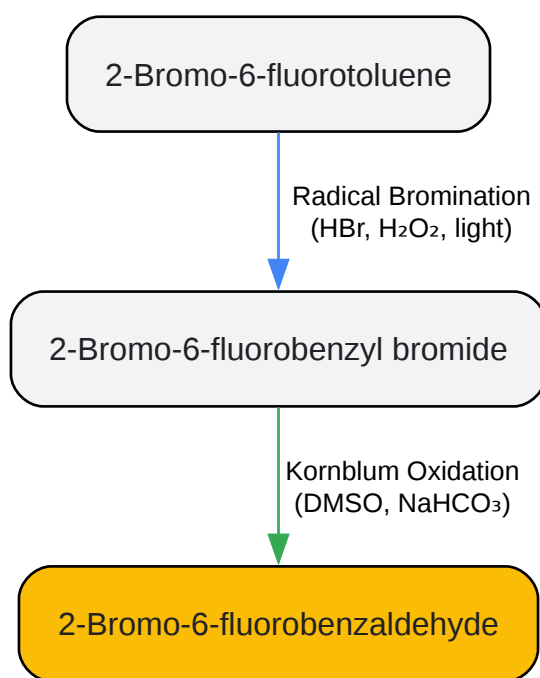 2-Bromo-6-fluorotoluene
Radical Bromination
(HBr, H₂O₂, light)
2-Bromo-6-fluorobenzyl bromide
Kornblum Oxidation
(DMSO, NaHCO₃)
2-Bromo-6-fluorobenzaldehyde